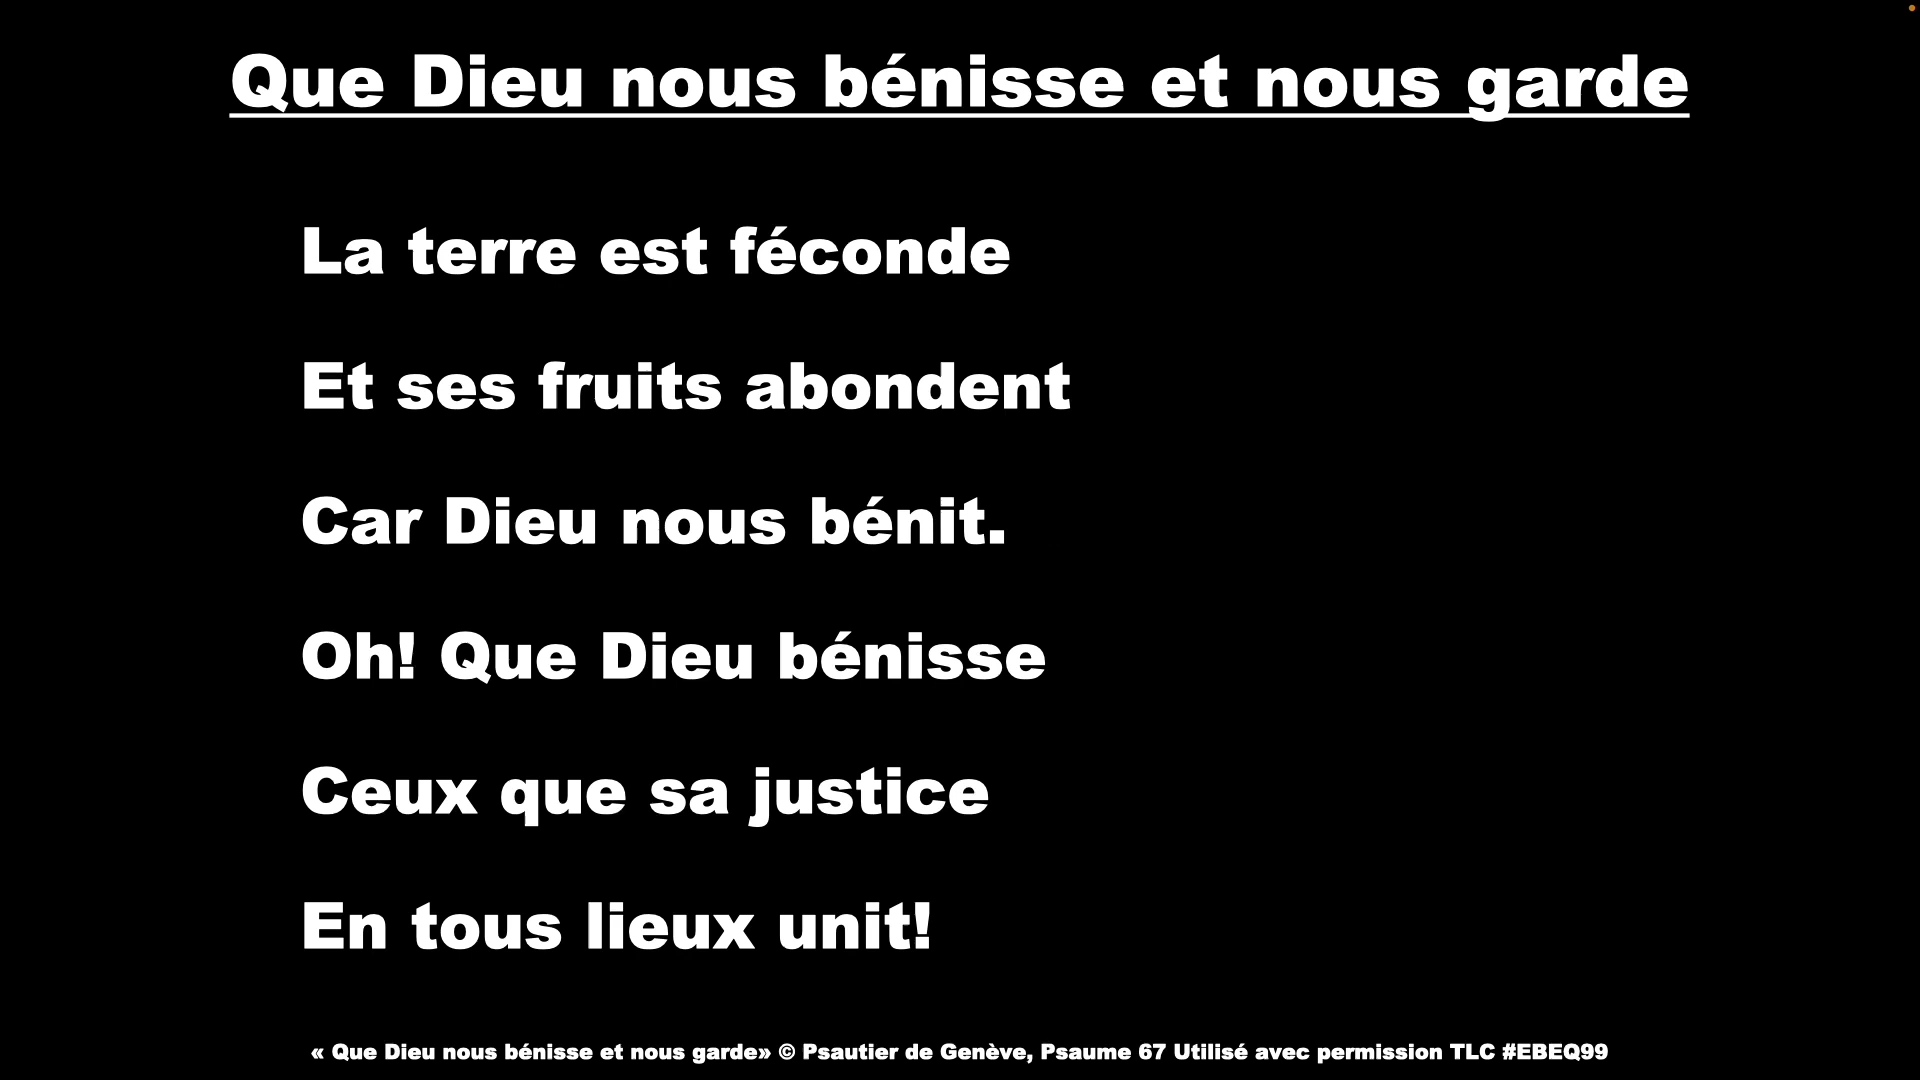 Que Dieu nous bénisse et nous garde
La terre est féconde
Et ses fruits abondent
Car Dieu nous bénit.
Oh! Que Dieu bénisse
Ceux que sa justice
En tous lieux unit!
« Que Dieu nous bénisse et nous garde» © Psautier de Genève, Psaume 67 Utilisé avec permission TLC #EBEQ99